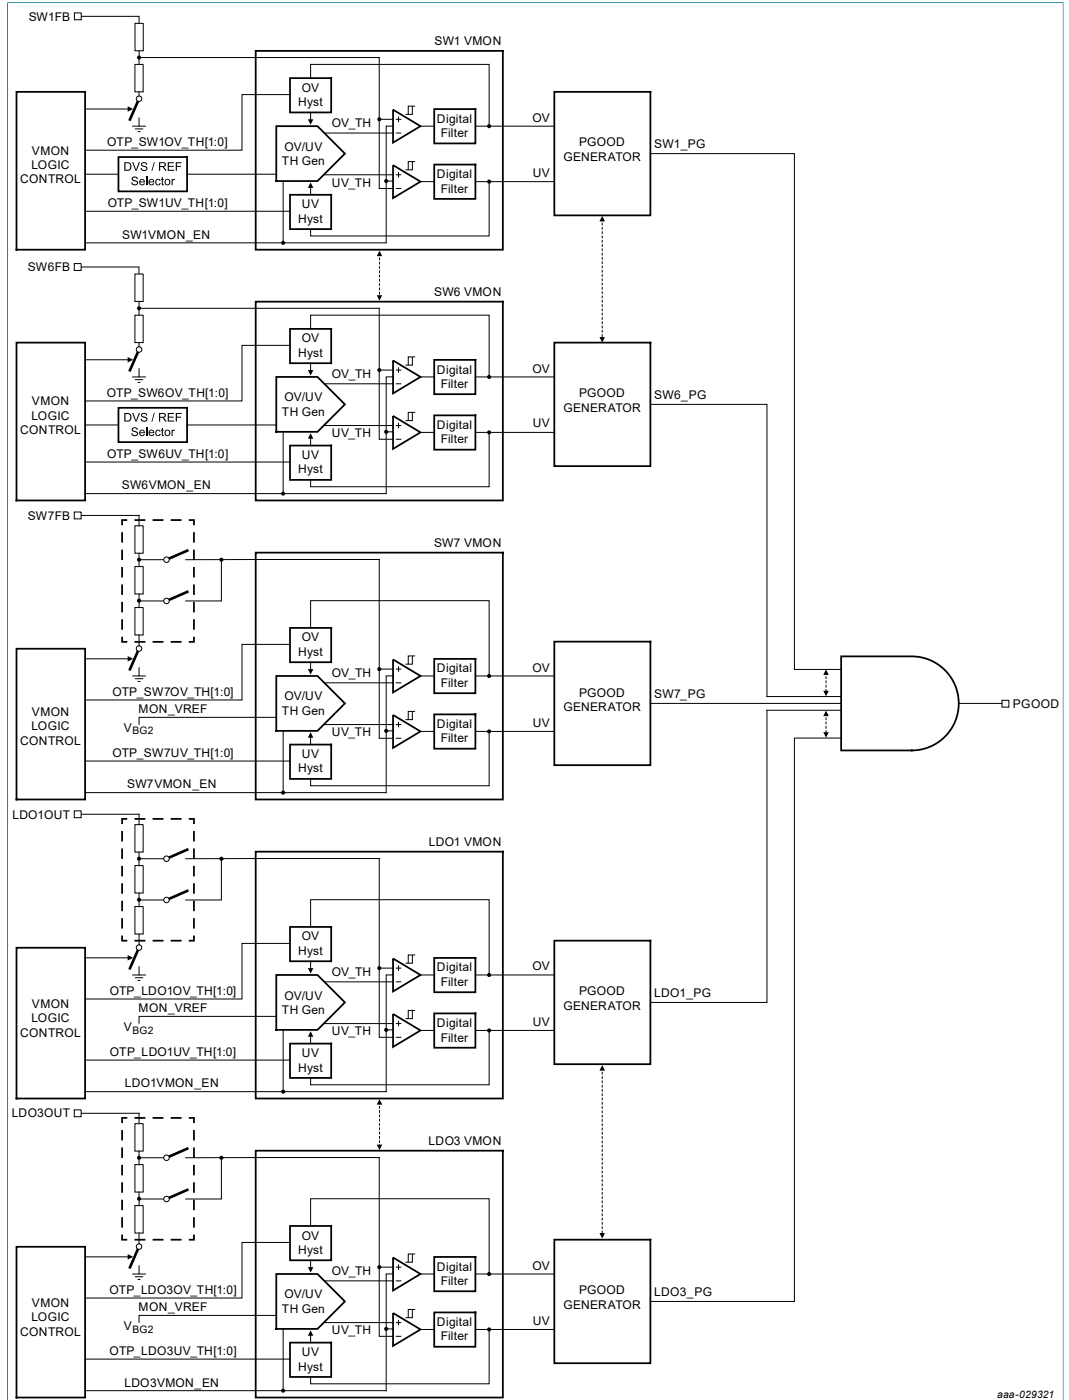 SW1FB
SW1 VMON
VMON
LOGIC
CONTROL
OTP_SW1OV_TH[1:0]
DVS / REF
Selector
OTP_SW1UV_TH[1:0]
SW1VMON_EN
OV
Hyst
OV/UV
TH Gen
UV
Hyst
OV_TH
UV_TH
+
−
+
−
Digital
Filter
Digital
Filter
OV
UV
PGOOD
GENERATOR
SW1_PG
SW6FB
SW6 VMON
VMON
LOGIC
CONTROL
OTP_SW6OV_TH[1:0]
DVS / REF
Selector
OTP_SW6UV_TH[1:0]
SW6VMON_EN
OV
Hyst
OV/UV
TH Gen
UV
Hyst
OV_TH
UV_TH
+
−
+
−
Digital
Filter
Digital
Filter
OV
UV
PGOOD
GENERATOR
SW6_PG
SW7FB
SW7 VMON
VMON
LOGIC
CONTROL
OTP_SW7OV_TH[1:0]
MON_VREF
VBG2
OTP_SW7UV_TH[1:0]
SW7VMON_EN
OV
Hyst
OV/UV
TH Gen
UV
Hyst
OV_TH
UV_TH
+
−
+
−
Digital
Filter
Digital
Filter
OV
UV
PGOOD
GENERATOR
SW7_PG
PGOOD
LDO1OUT
LDO1 VMON
VMON
LOGIC
CONTROL
OTP_LDO1OV_TH[1:0]
MON_VREF
VBG2
OTP_LDO1UV_TH[1:0]
LDO1VMON_EN
OV
Hyst
OV/UV
TH Gen
UV
Hyst
OV_TH
UV_TH
+
−
+
−
Digital
Filter
Digital
Filter
OV
UV
PGOOD
GENERATOR
LDO1_PG
LDO3OUT
LDO3 VMON
VMON
LOGIC
CONTROL
OTP_LDO3OV_TH[1:0]
MON_VREF
VBG2
OTP_LDO3UV_TH[1:0]
LDO3VMON_EN
OV
Hyst
OV/UV
TH Gen
UV
Hyst
OV_TH
UV_TH
+
−
+
−
Digital
Filter
Digital
Filter
OV
UV
PGOOD
GENERATOR
LDO3_PG
aaa-029321